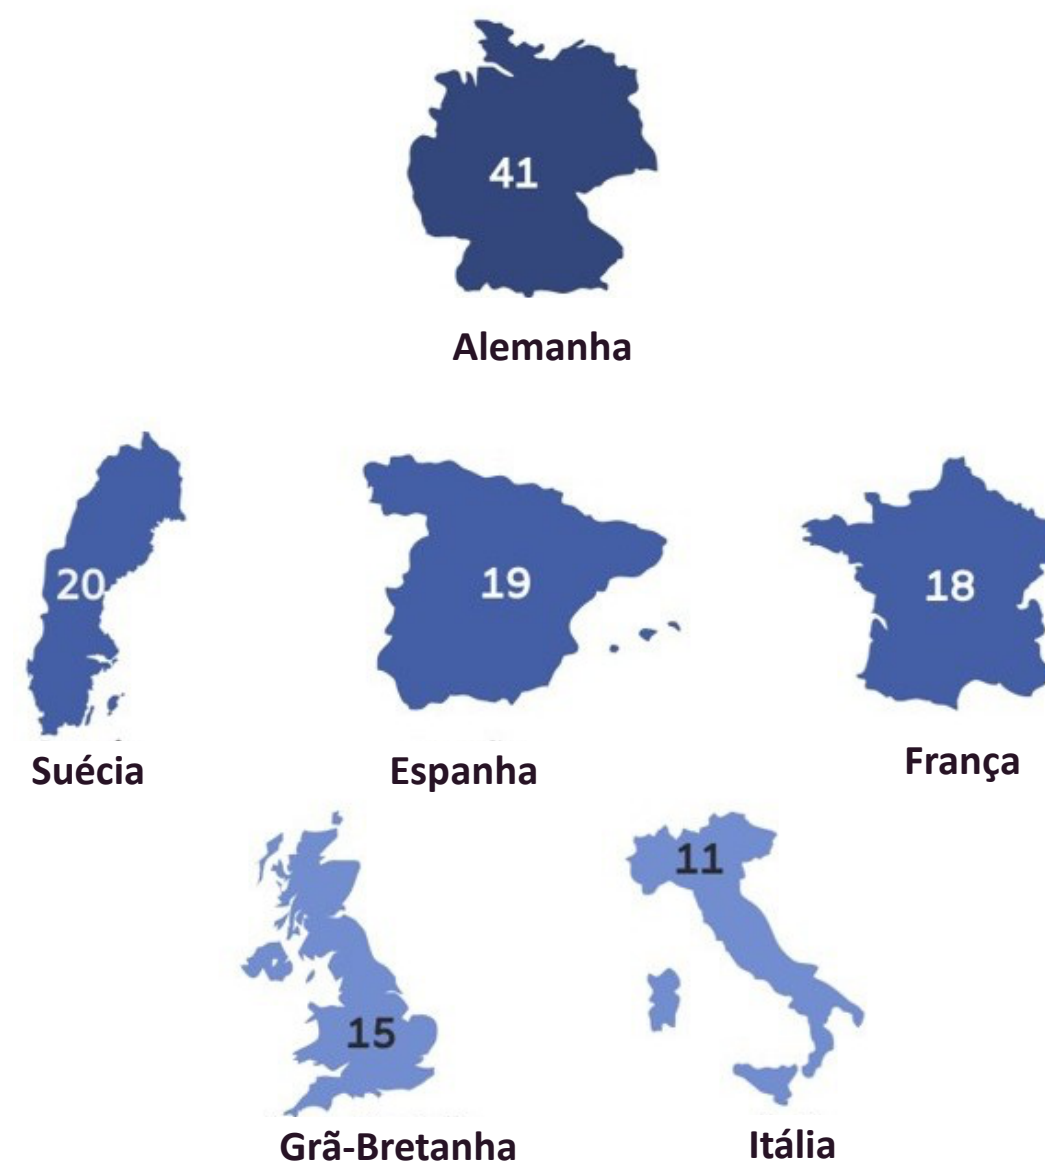 41
Alemanha
20
19
18
Suécia
Espanha
França
15
11
Grã-Bretanha
Itália